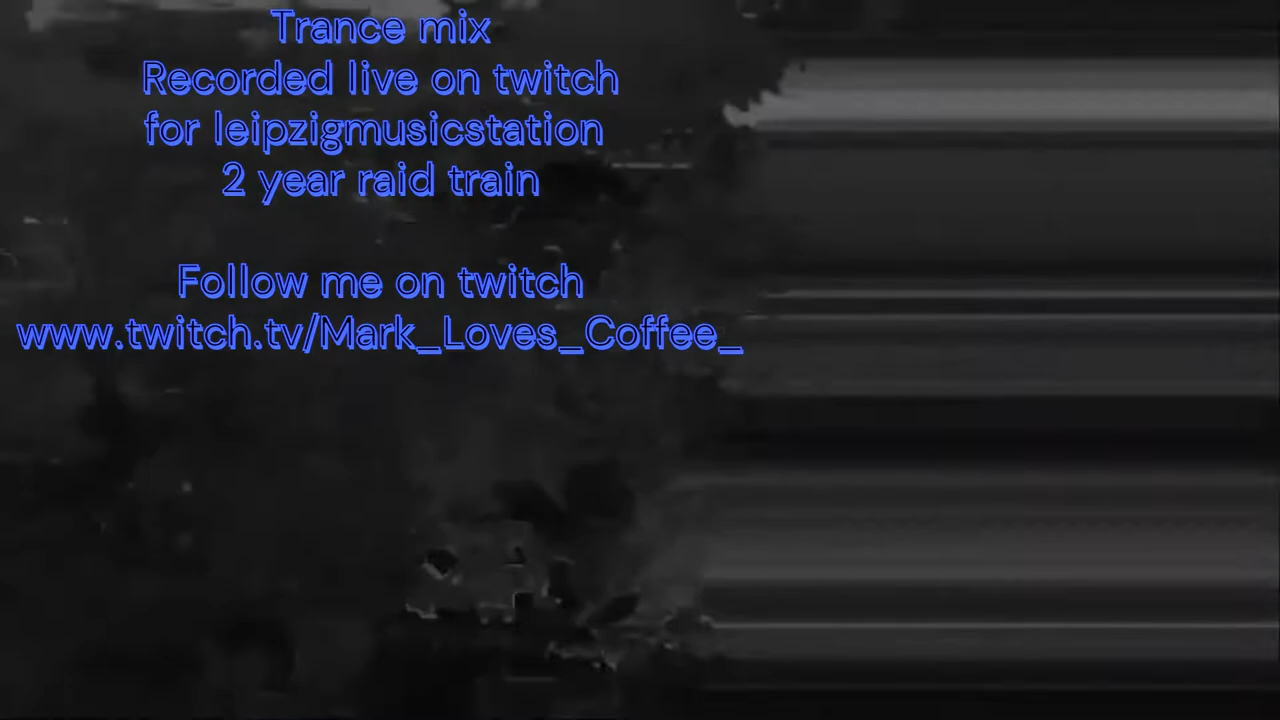 Trance mix
Recorded live on twitch
for leipzigmusicstation
2 year raid train
Follow me on twitch
www.twitch.tv/Mark_Loves_Coffee_